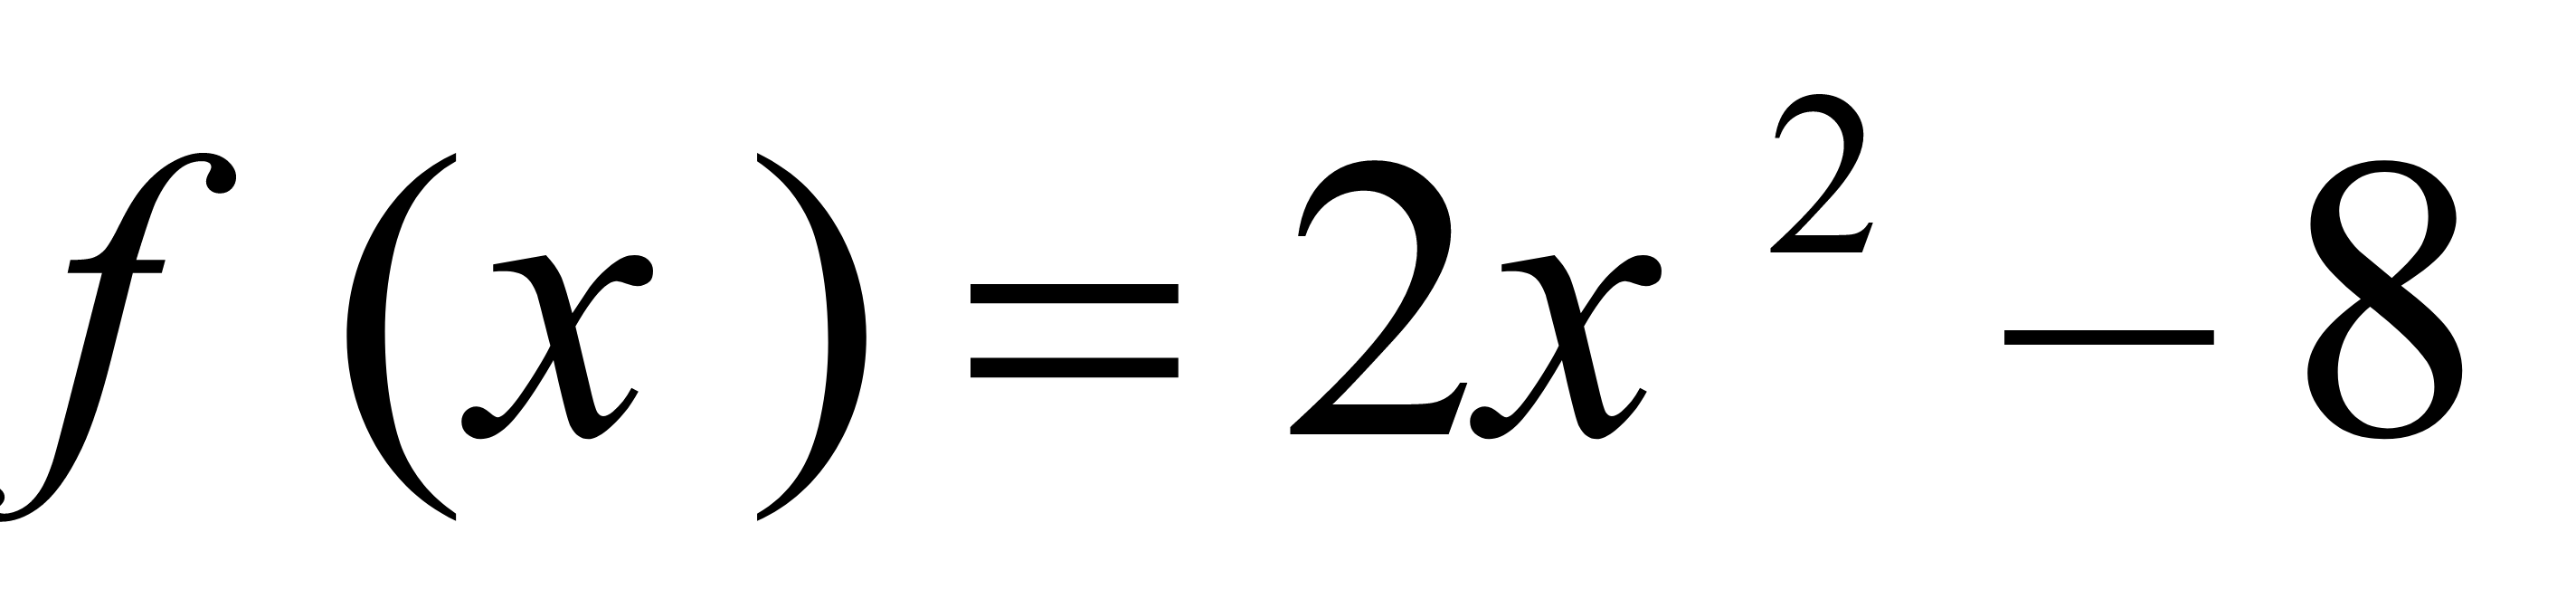 f (x) = 2x² − 8